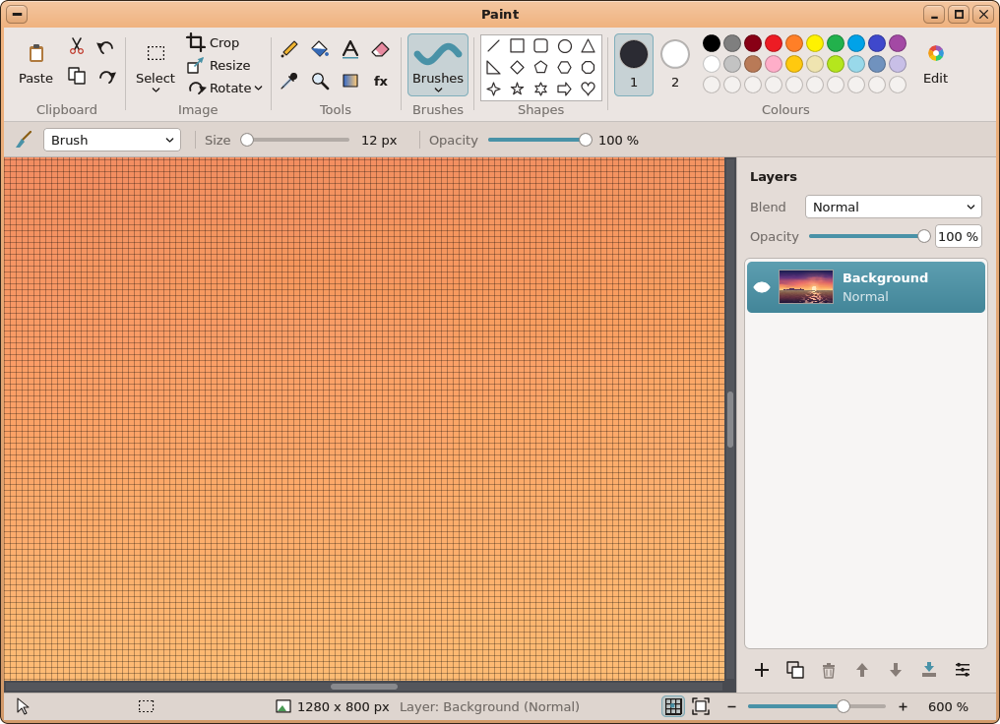 Paint
Paste
Clipboard
Select
Crop
Resize
Rotate
Image
fx
Tools
Brushes
Brushes
Shapes
1
2
Colours
Edit
Brush
Size
12 px
Opacity
100 %
Layers
Blend
Normal
Opacity
100 %
Background
Normal
1280 x 800 px
Layer: Background (Normal)
600 %